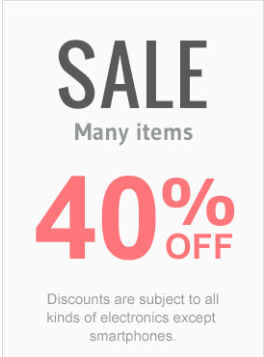 SALE
Many items
40% OFF
Discounts are subject to all
kinds of electronics except
smartphones.